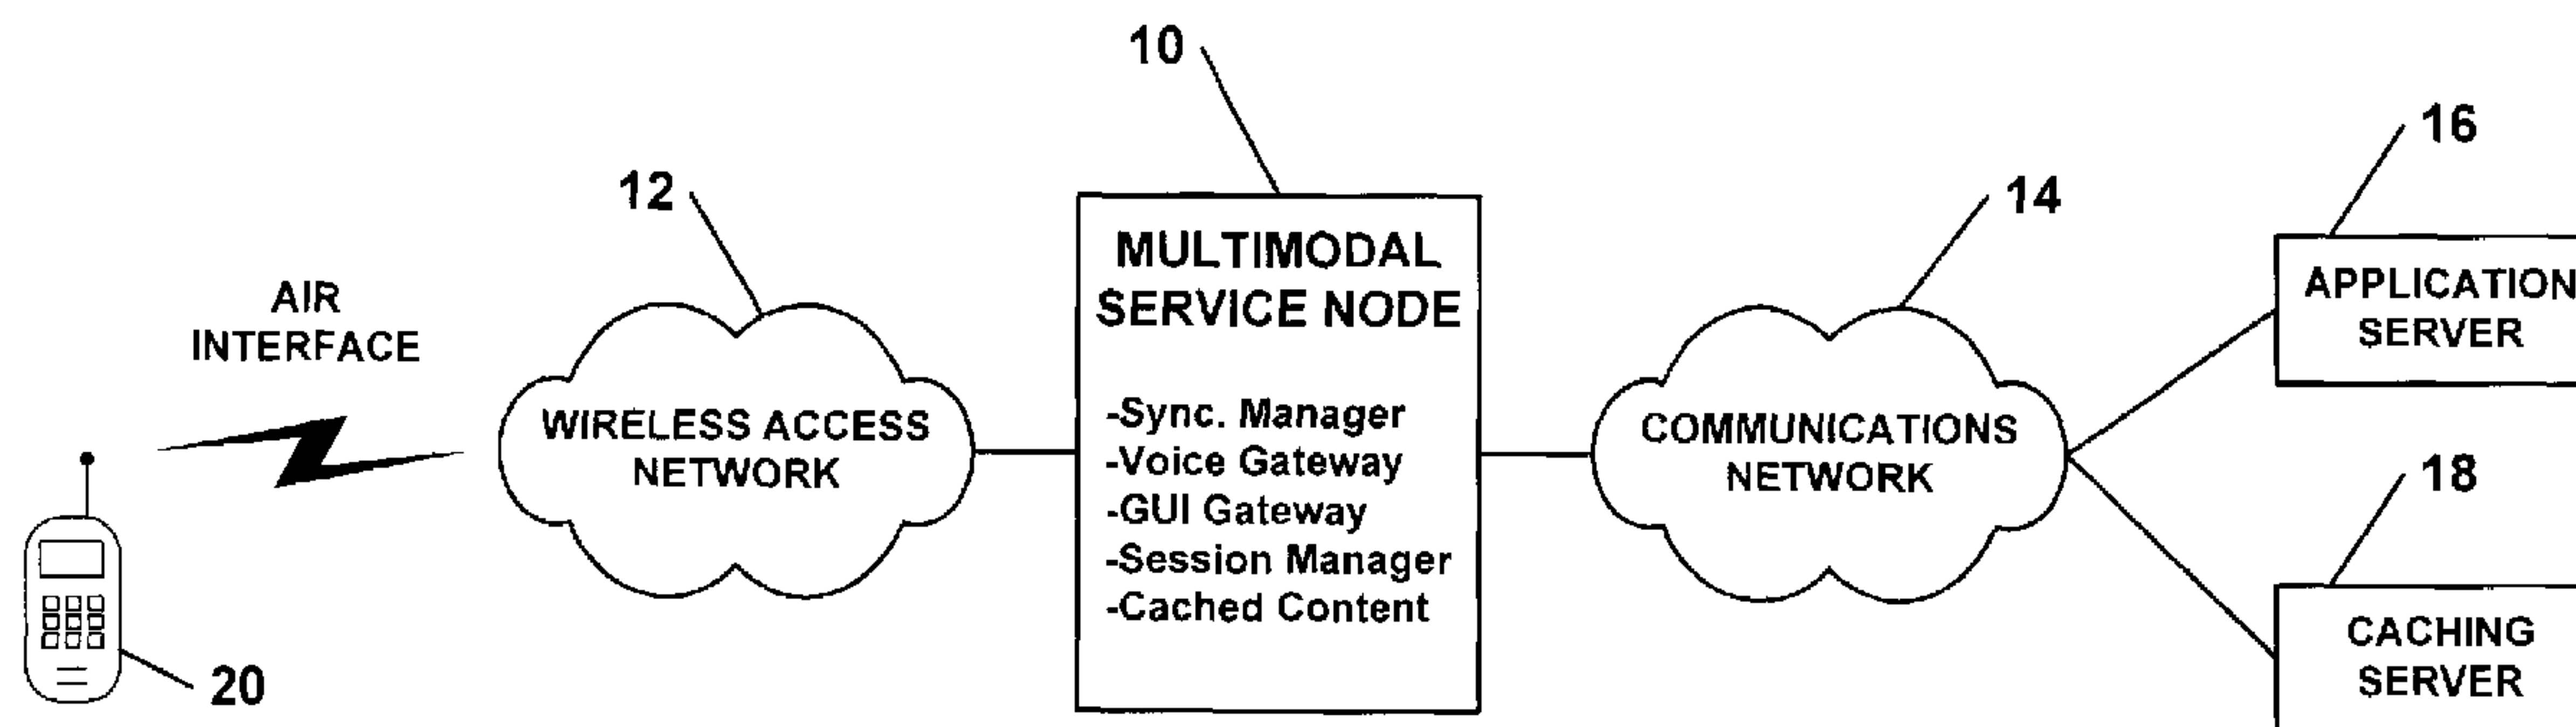 10
16
12
14
MULTIMODAL
SERVICE NODE
AIR
INTERFACE
APPLICATION
SERVER
WIRELESS ACCESS
NETWORK
-Sync. Manager
-Voice Gateway
-GUI Gateway
-Session Manager
-Cached Content
COMMUNICATIONS
NETWORK
18
CACHING
SERVER
20